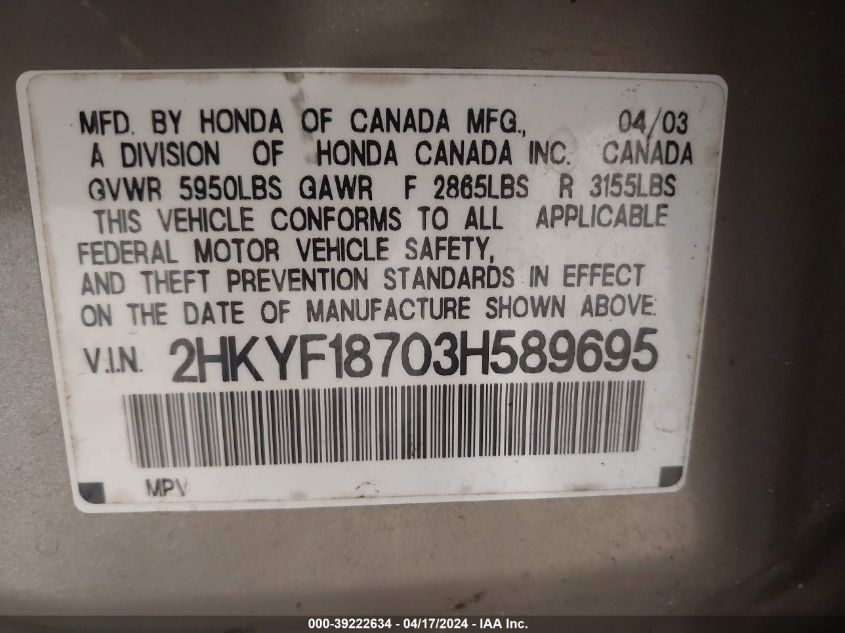 MFD. BY HONDA OF CANADA MFG., 04/03
A DIVISION OF HONDA CANADA INC. CANADA
GVWR 5950LBS GAWR F 2865LBS R 3155LBS
THIS VEHICLE CONFORMS TO ALL APPLICABLE
FEDERAL MOTOR VEHICLE SAFETY,
AND THEFT PREVENTION STANDARDS IN EFFECT
ON THE DATE OF MANUFACTURE SHOWN ABOVE.
V.I.N. 2HKYF18703H589695
MPV
000-39222634 - 04/17/2024 - IAA Inc.